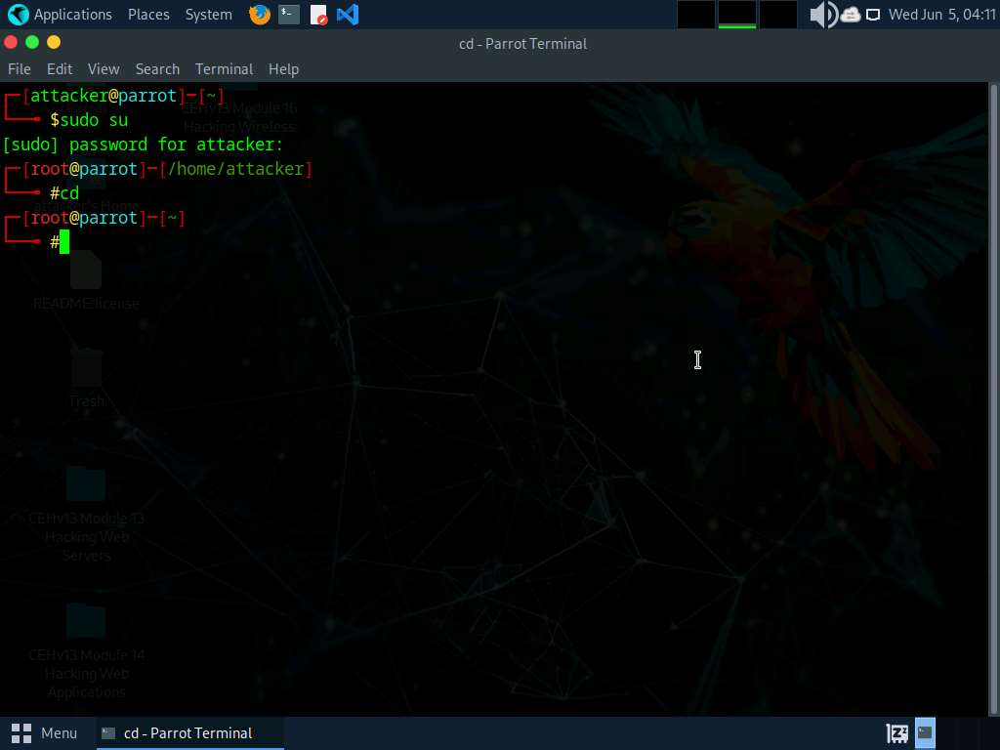 Applications Places System Wed Jun 5, 04:11
cd - Parrot Terminal
File Edit View Search Terminal Help
[attacker@parrot]─[~]
$sudo su
[sudo] password for attacker:
[root@parrot]─[/home/attacker]
#cd
[root@parrot]─[~]
#
CEHv13 Module 16
Hacking Wireless
attacker's Home
README.license
Trash
CEHv13 Module 13
Hacking Web
Servers
CEHv13 Module 14
Hacking Web
Applications
Menu cd - Parrot Terminal